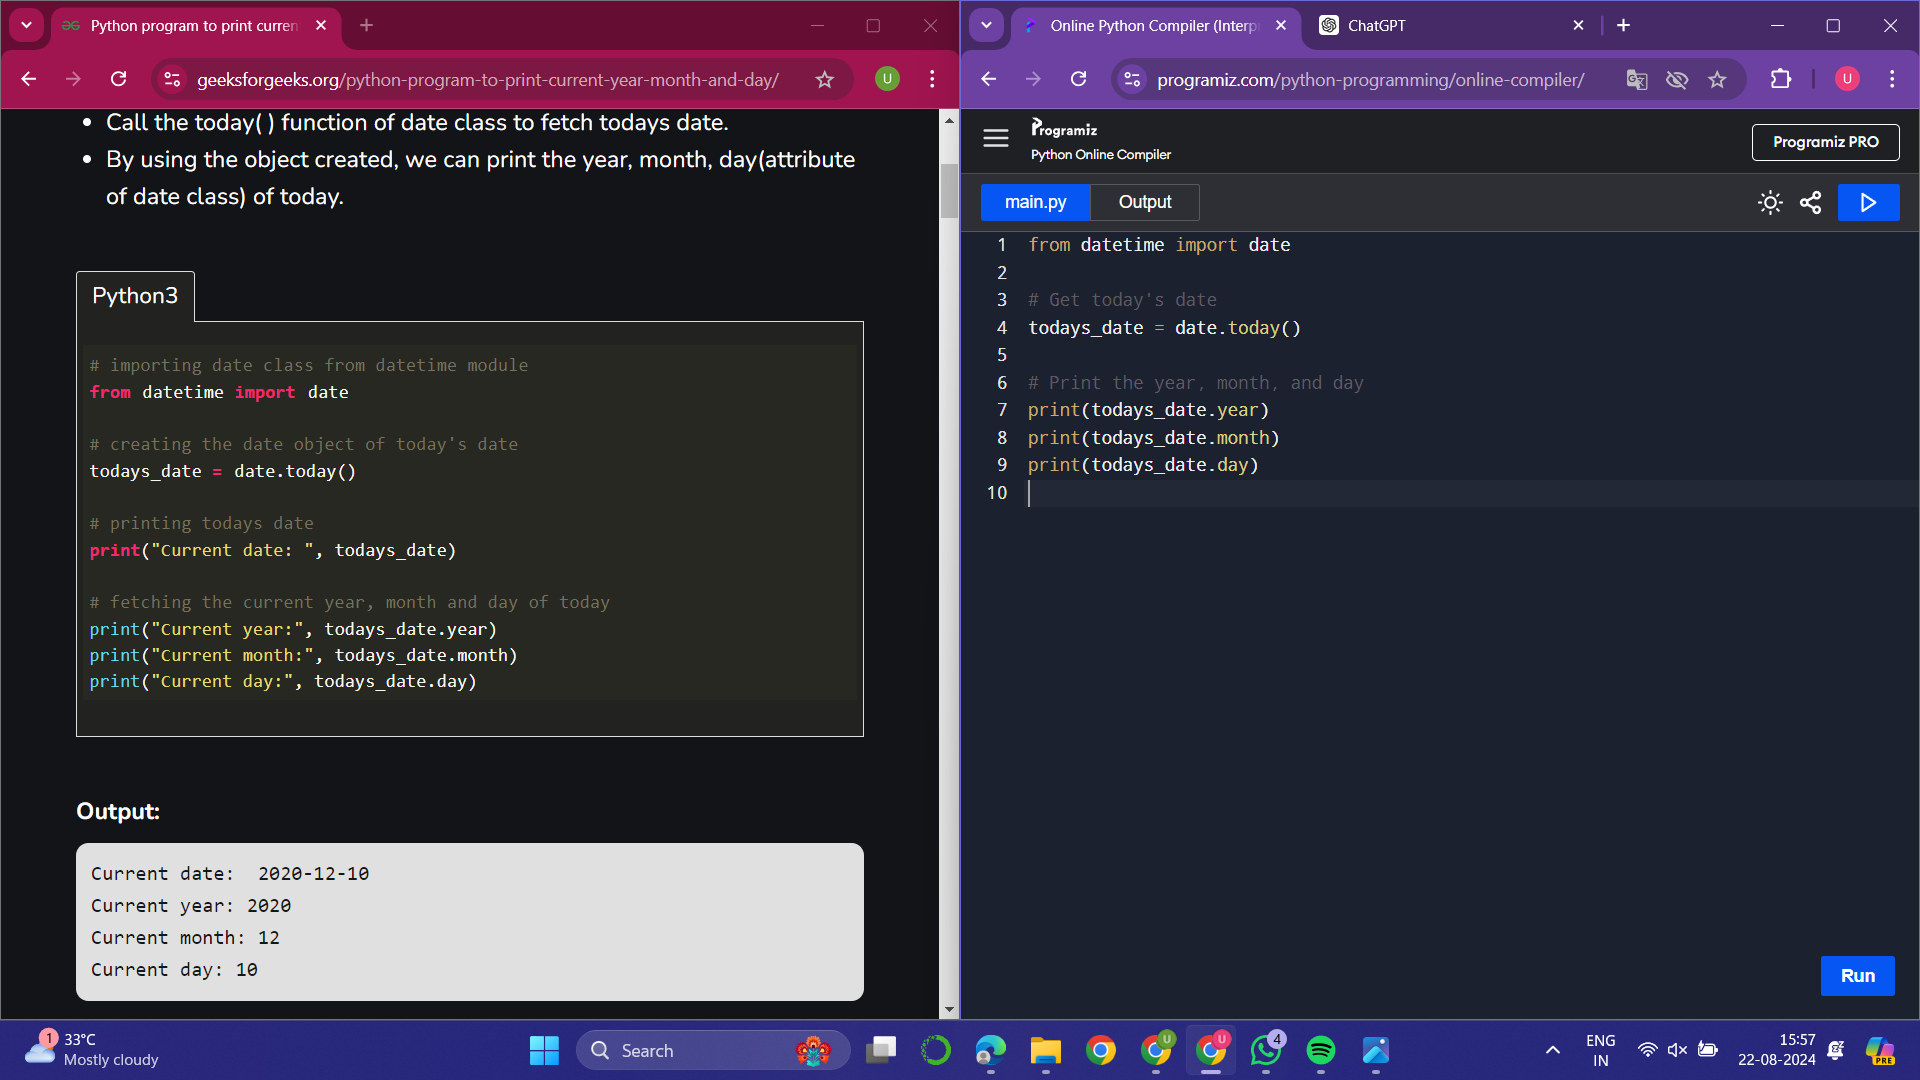 Python program to print curren
geeksforgeeks.org/python-program-to-print-current-year-month-and-day/
U
• Call the today( ) function of date class to fetch todays date.
• By using the object created, we can print the year, month, day(attribute
of date class) of today.
Python3
# importing date class from datetime module
from datetime import date
# creating the date object of today's date
todays_date = date.today()
# printing todays date
print("Current date: ", todays_date)
# fetching the current year, month and day of today
print("Current year:", todays_date.year)
print("Current month:", todays_date.month)
print("Current day:", todays_date.day)
Output:
Current date:  2020-12-10
Current year: 2020
Current month: 12
Current day: 10
Online Python Compiler (Interp
ChatGPT
programiz.com/python-programming/online-compiler/
U
Programiz
Python Online Compiler
Programiz PRO
main.py
Output
1 from datetime import date
2
3 # Get today's date
4 todays_date = date.today()
5
6 # Print the year, month, and day
7 print(todays_date.year)
8 print(todays_date.month)
9 print(todays_date.day)
10
Run
1
33°C
Mostly cloudy
Search
U
U
4
ENG
IN
15:57
22-08-2024
PRE